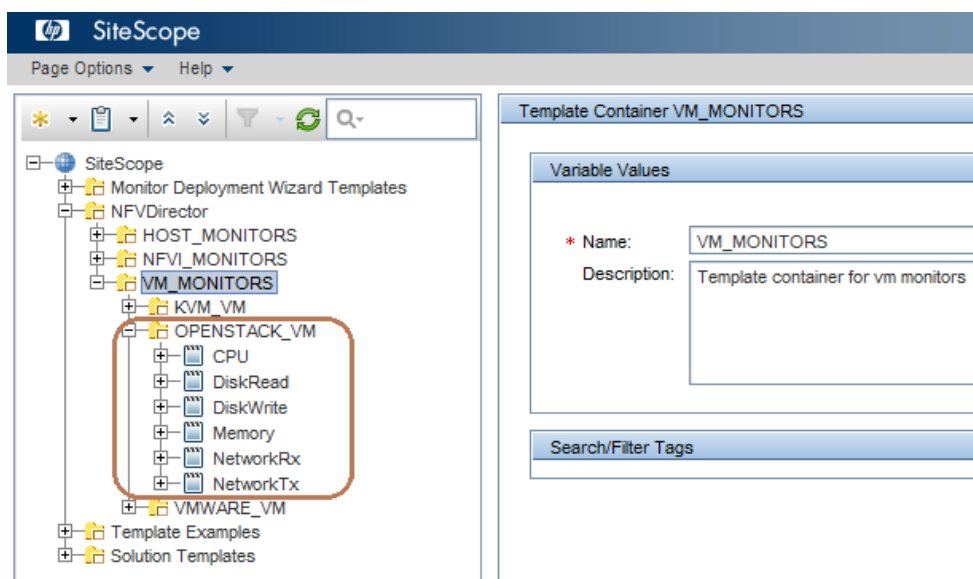 hp SiteScope
Page Options Help
SiteScope
Monitor Deployment Wizard Templates
NFVDirector
HOST_MONITORS
NFVI_MONITORS
VM_MONITORS
KVM_VM
OPENSTACK_VM
CPU
DiskRead
DiskWrite
Memory
NetworkRx
NetworkTx
VMWARE_VM
Template Examples
Solution Templates
Template Container VM_MONITORS
Variable Values
* Name: VM_MONITORS
Description: Template container for vm monitors
Search/Filter Tags